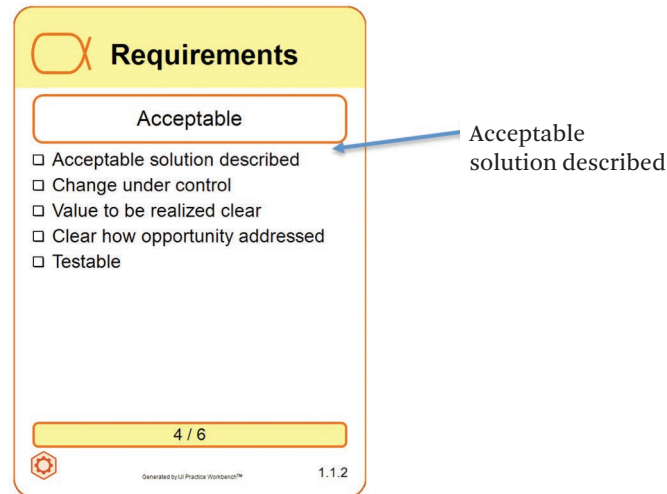 Requirements
Acceptable
☐ Acceptable solution described
☐ Change under control
☐ Value to be realized clear
☐ Clear how opportunity addressed
☐ Testable
4 / 6
Generated by IJI Practice Workbench™
1.1.2
Acceptable
solution described